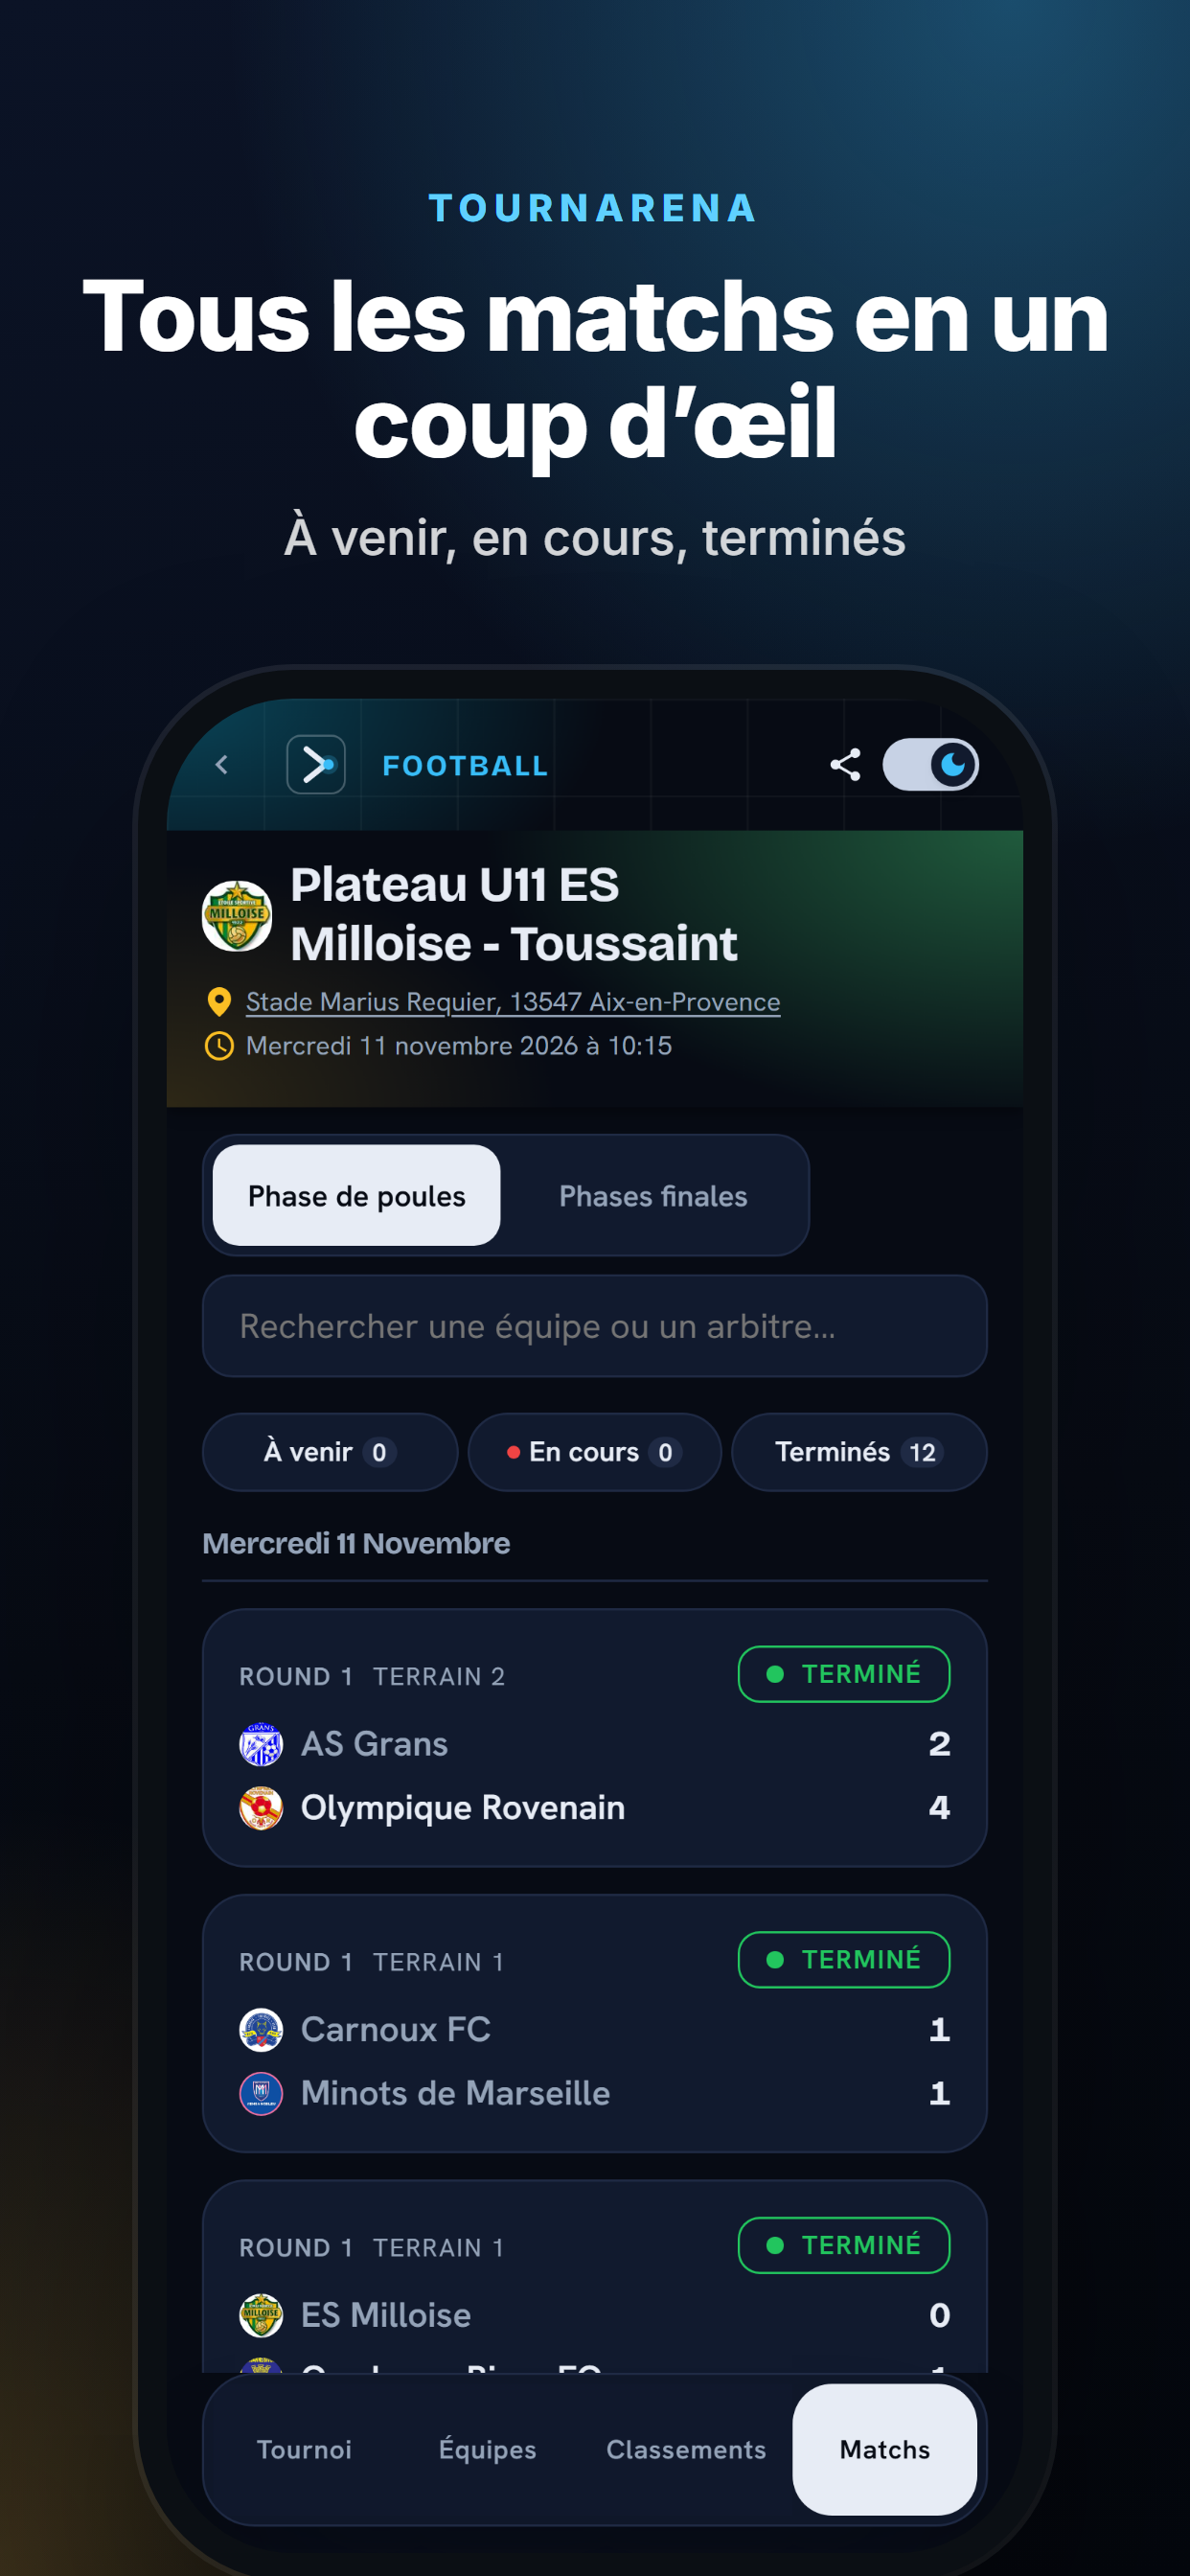 TOURNARENA
Tous les matchs en un
coup d’œil
À venir, en cours, terminés
FOOTBALL
MILLOISE
Plateau U11 ES
Milloise - Toussaint
Stade Marius Requier, 13547 Aix-en-Provence
Mercredi 11 novembre 2026 à 10:15
Phase de poules Phases finales
Rechercher une équipe ou un arbitre...
À venir 0 En cours 0 Terminés 12
Mercredi 11 Novembre
ROUND 1 TERRAIN 2 TERMINÉ
GRANS
AS Grans 2
Olympique Rovenain 4
ROUND 1 TERRAIN 1 TERMINÉ
Carnoux FC 1
Minots de Marseille 1
ROUND 1 TERRAIN 1 TERMINÉ
MILLOISE
ES Milloise 0
Tournoi Équipes Classements Matchs